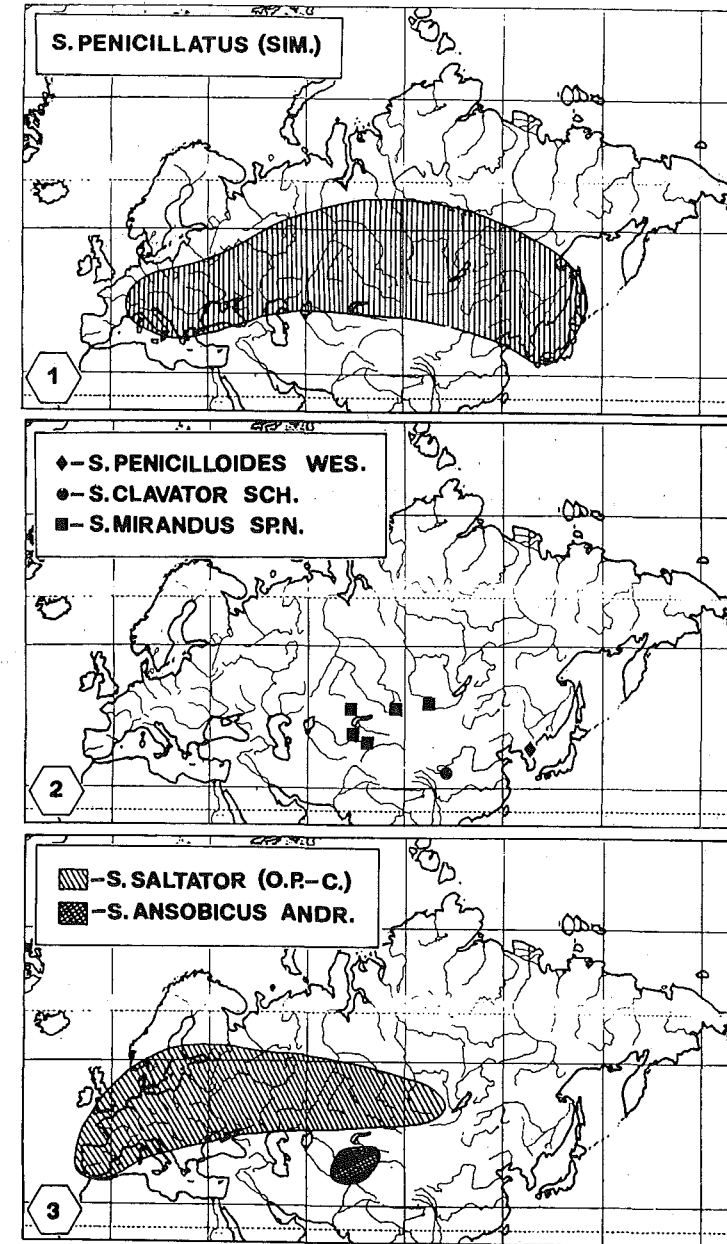 S. PENICILLATUS (SIM.)
1
♦–S. PENICILLOIDES WES.
●–S. CLAVATOR SCH.
■–S. MIRANDUS SP.N.
2
–S. SALTATOR (O.P.–C.)
–S. ANSOBICUS ANDR.
3